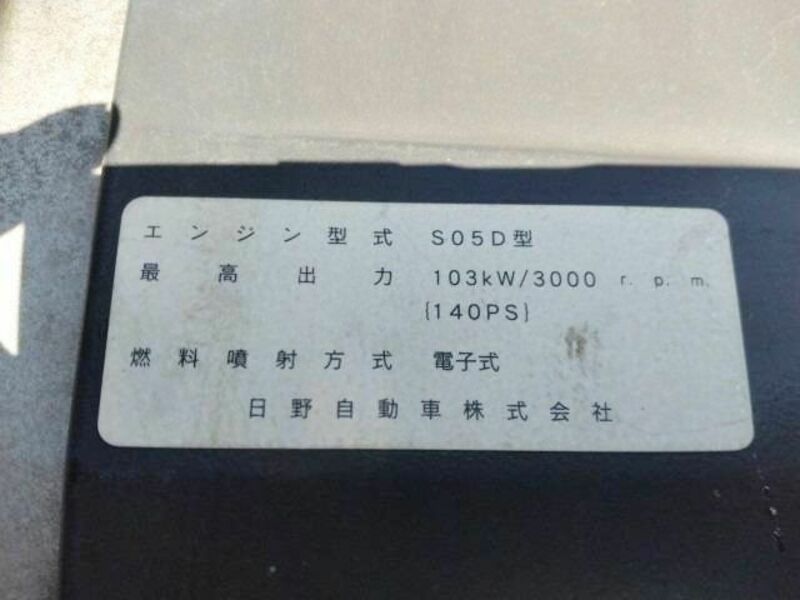 エンジン型式 S05D型
最高出力 103kW/3000 r.p.m.
{140PS}
燃料噴射方式 電子式
日野自動車株式会社